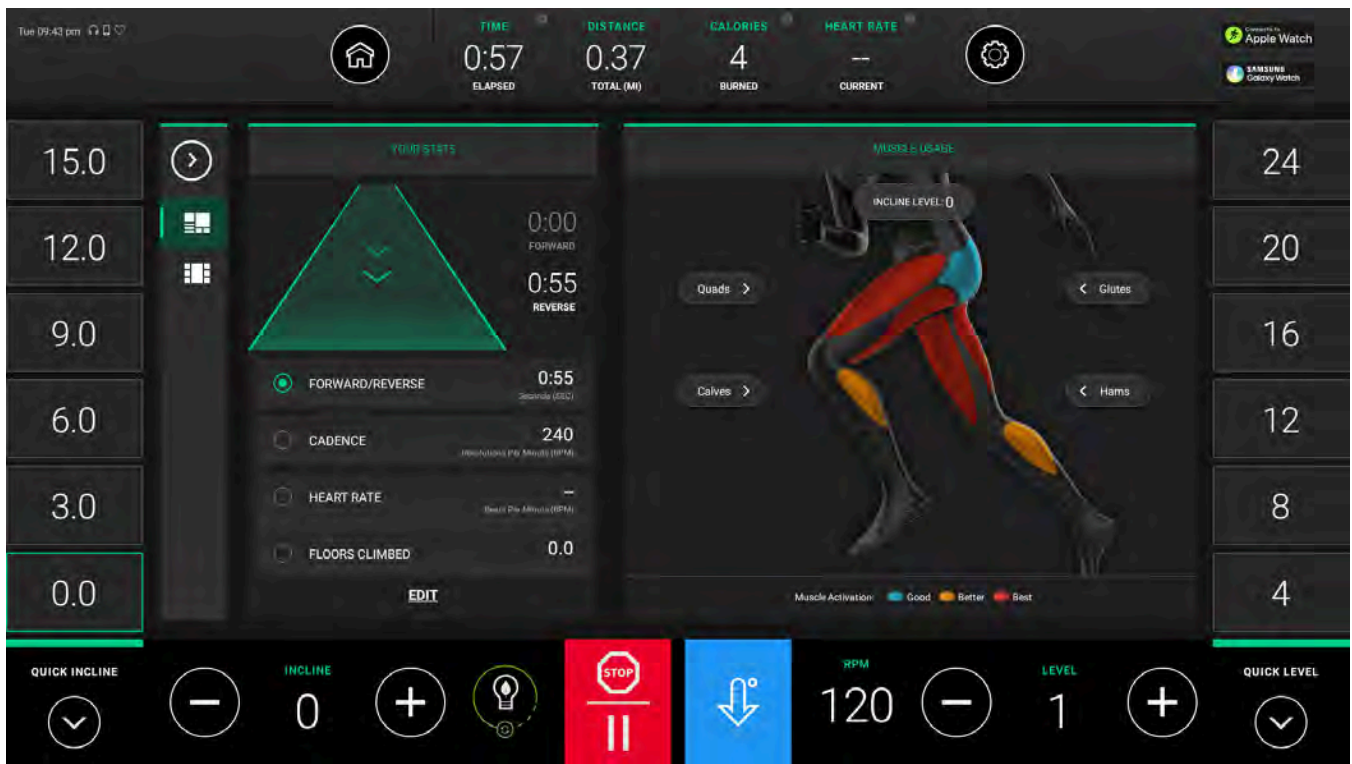 Tue 09:43 pm
TIME
0:57
ELAPSED
DISTANCE
0.37
TOTAL (MI)
CALORIES
4
BURNED
HEART RATE
--
CURRENT
Connects to
Apple Watch
SAMSUNG
Galaxy Watch
15.0
12.0
9.0
6.0
3.0
0.0
YOUR STATS
0:00
FORWARD
0:55
REVERSE
FORWARD/REVERSE 0:55
Seconds (SEC)
CADENCE 240
Revolutions Per Minute (RPM)
HEART RATE --
Beats Per Minute (BPM)
FLOORS CLIMBED 0.0
EDIT
MUSCLE USAGE
INCLINE LEVEL: 0
Quads
Glutes
Calves
Hams
Muscle Activation: Good Better Best
24
20
16
12
8
4
QUICK INCLINE
INCLINE
0
STOP
RPM
120
LEVEL
1
QUICK LEVEL